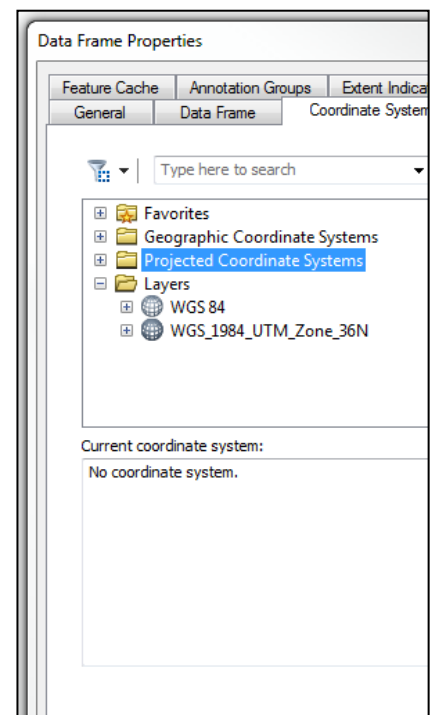 Data Frame Properties
Feature Cache Annotation Groups Extent Indica
General Data Frame Coordinate System
Type here to search
Favorites
Geographic Coordinate Systems
Projected Coordinate Systems
Layers
WGS 84
WGS_1984_UTM_Zone_36N
Current coordinate system:
No coordinate system.